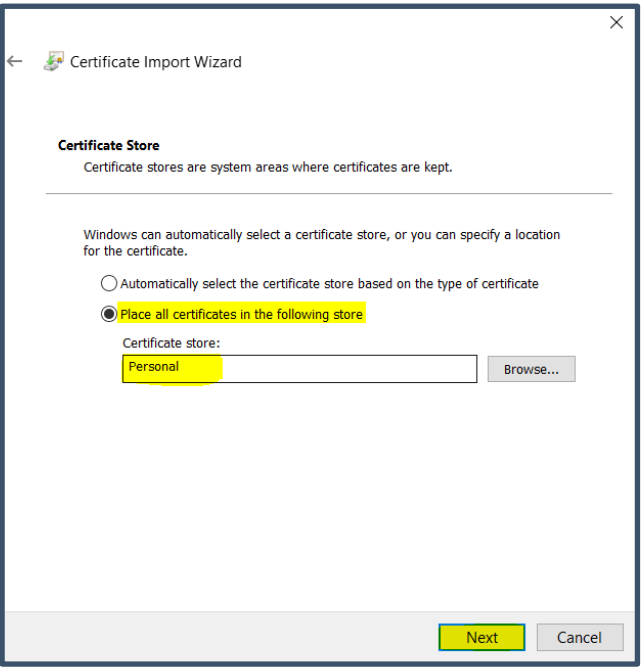 Certificate Import Wizard
Certificate Store
Certificate stores are system areas where certificates are kept.
Windows can automatically select a certificate store, or you can specify a location
for the certificate.
Automatically select the certificate store based on the type of certificate
Place all certificates in the following store
Certificate store:
Personal
Browse...
Next
Cancel